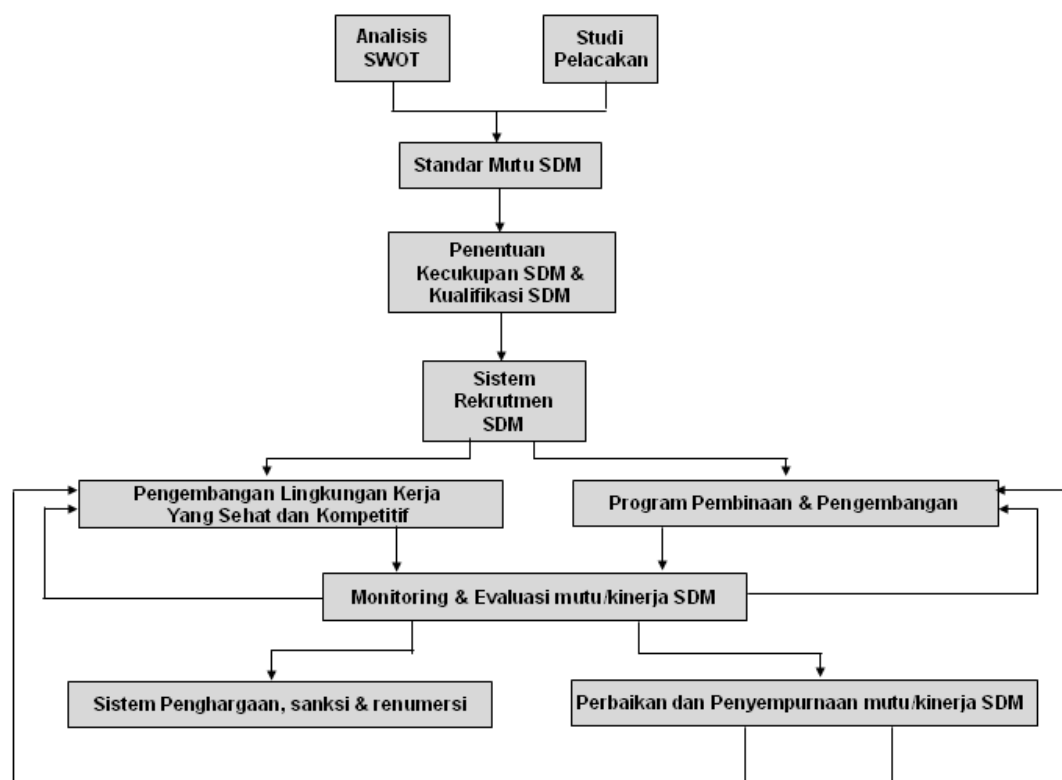 Analisis
SWOT
Studi
Pelacakan
Standar Mutu SDM
Penentuan
Kecukupan SDM &
Kualifikasi SDM
Sistem
Rekrutmen
SDM
Pengembangan Lingkungan Kerja
Yang Sehat dan Kompetitif
Program Pembinaan & Pengembangan
Monitoring & Evaluasi mutu/kinerja SDM
Sistem Penghargaan, sanksi & renumersi
Perbaikan dan Penyempurnaan mutu/kinerja SDM